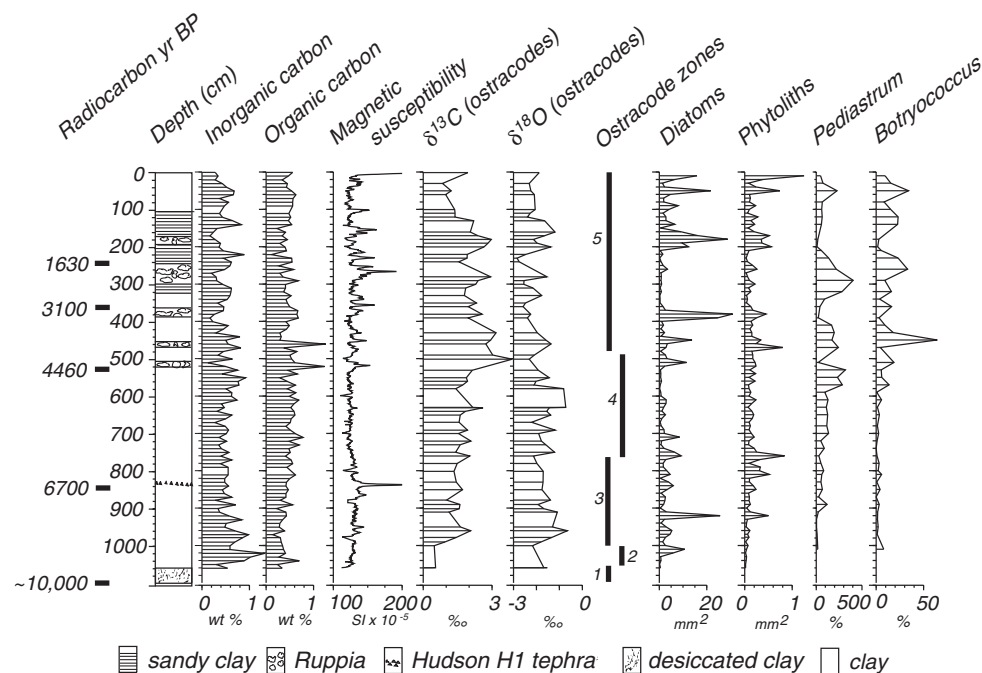 Radiocarbon yr BP
Depth (cm)
Inorganic carbon
Organic carbon
Magnetic
susceptibility
δ13C (ostracodes)
δ18O (ostracodes)
Ostracode zones
Diatoms
Phytoliths
Pediastrum
Botryococcus
0
100
200
1630
300
3100
400
500
4460
600
700
800
6700
900
1000
~10,000
5
4
3
2
1
0 1 0 1 100 200 0 3 -3 0 0 20 0 1 0 500 0 50
wt % wt % SI x 10-5 ‰ ‰ mm2 mm2 % %
sandy clay Ruppia Hudson H1 tephra desiccated clay clay